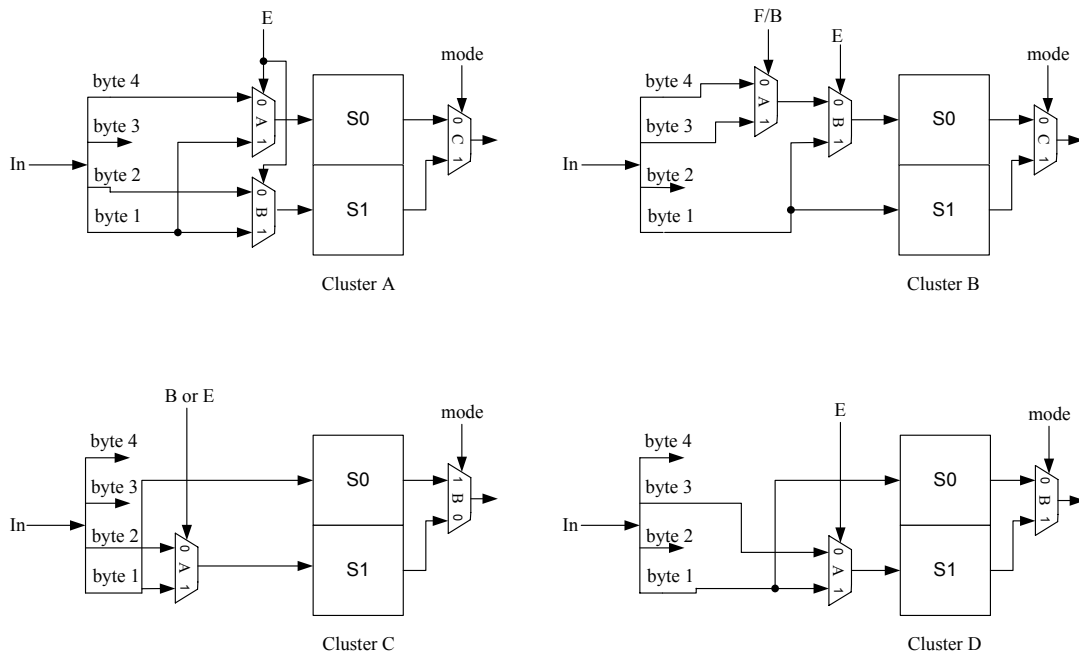 E
mode
byte 4
byte 3
In
byte 2
byte 1
0 A 1
0 B 1
S0
S1
0 C 1
Cluster A
F/B
E
mode
byte 4
byte 3
In
byte 2
byte 1
0 A 1
0 B 1
S0
S1
0 C 1
Cluster B
B or E
mode
byte 4
byte 3
In
byte 2
byte 1
0 A 1
S0
S1
1 B 0
Cluster C
E
mode
byte 4
byte 3
In
byte 2
byte 1
0 A 1
S0
S1
0 B 1
Cluster D